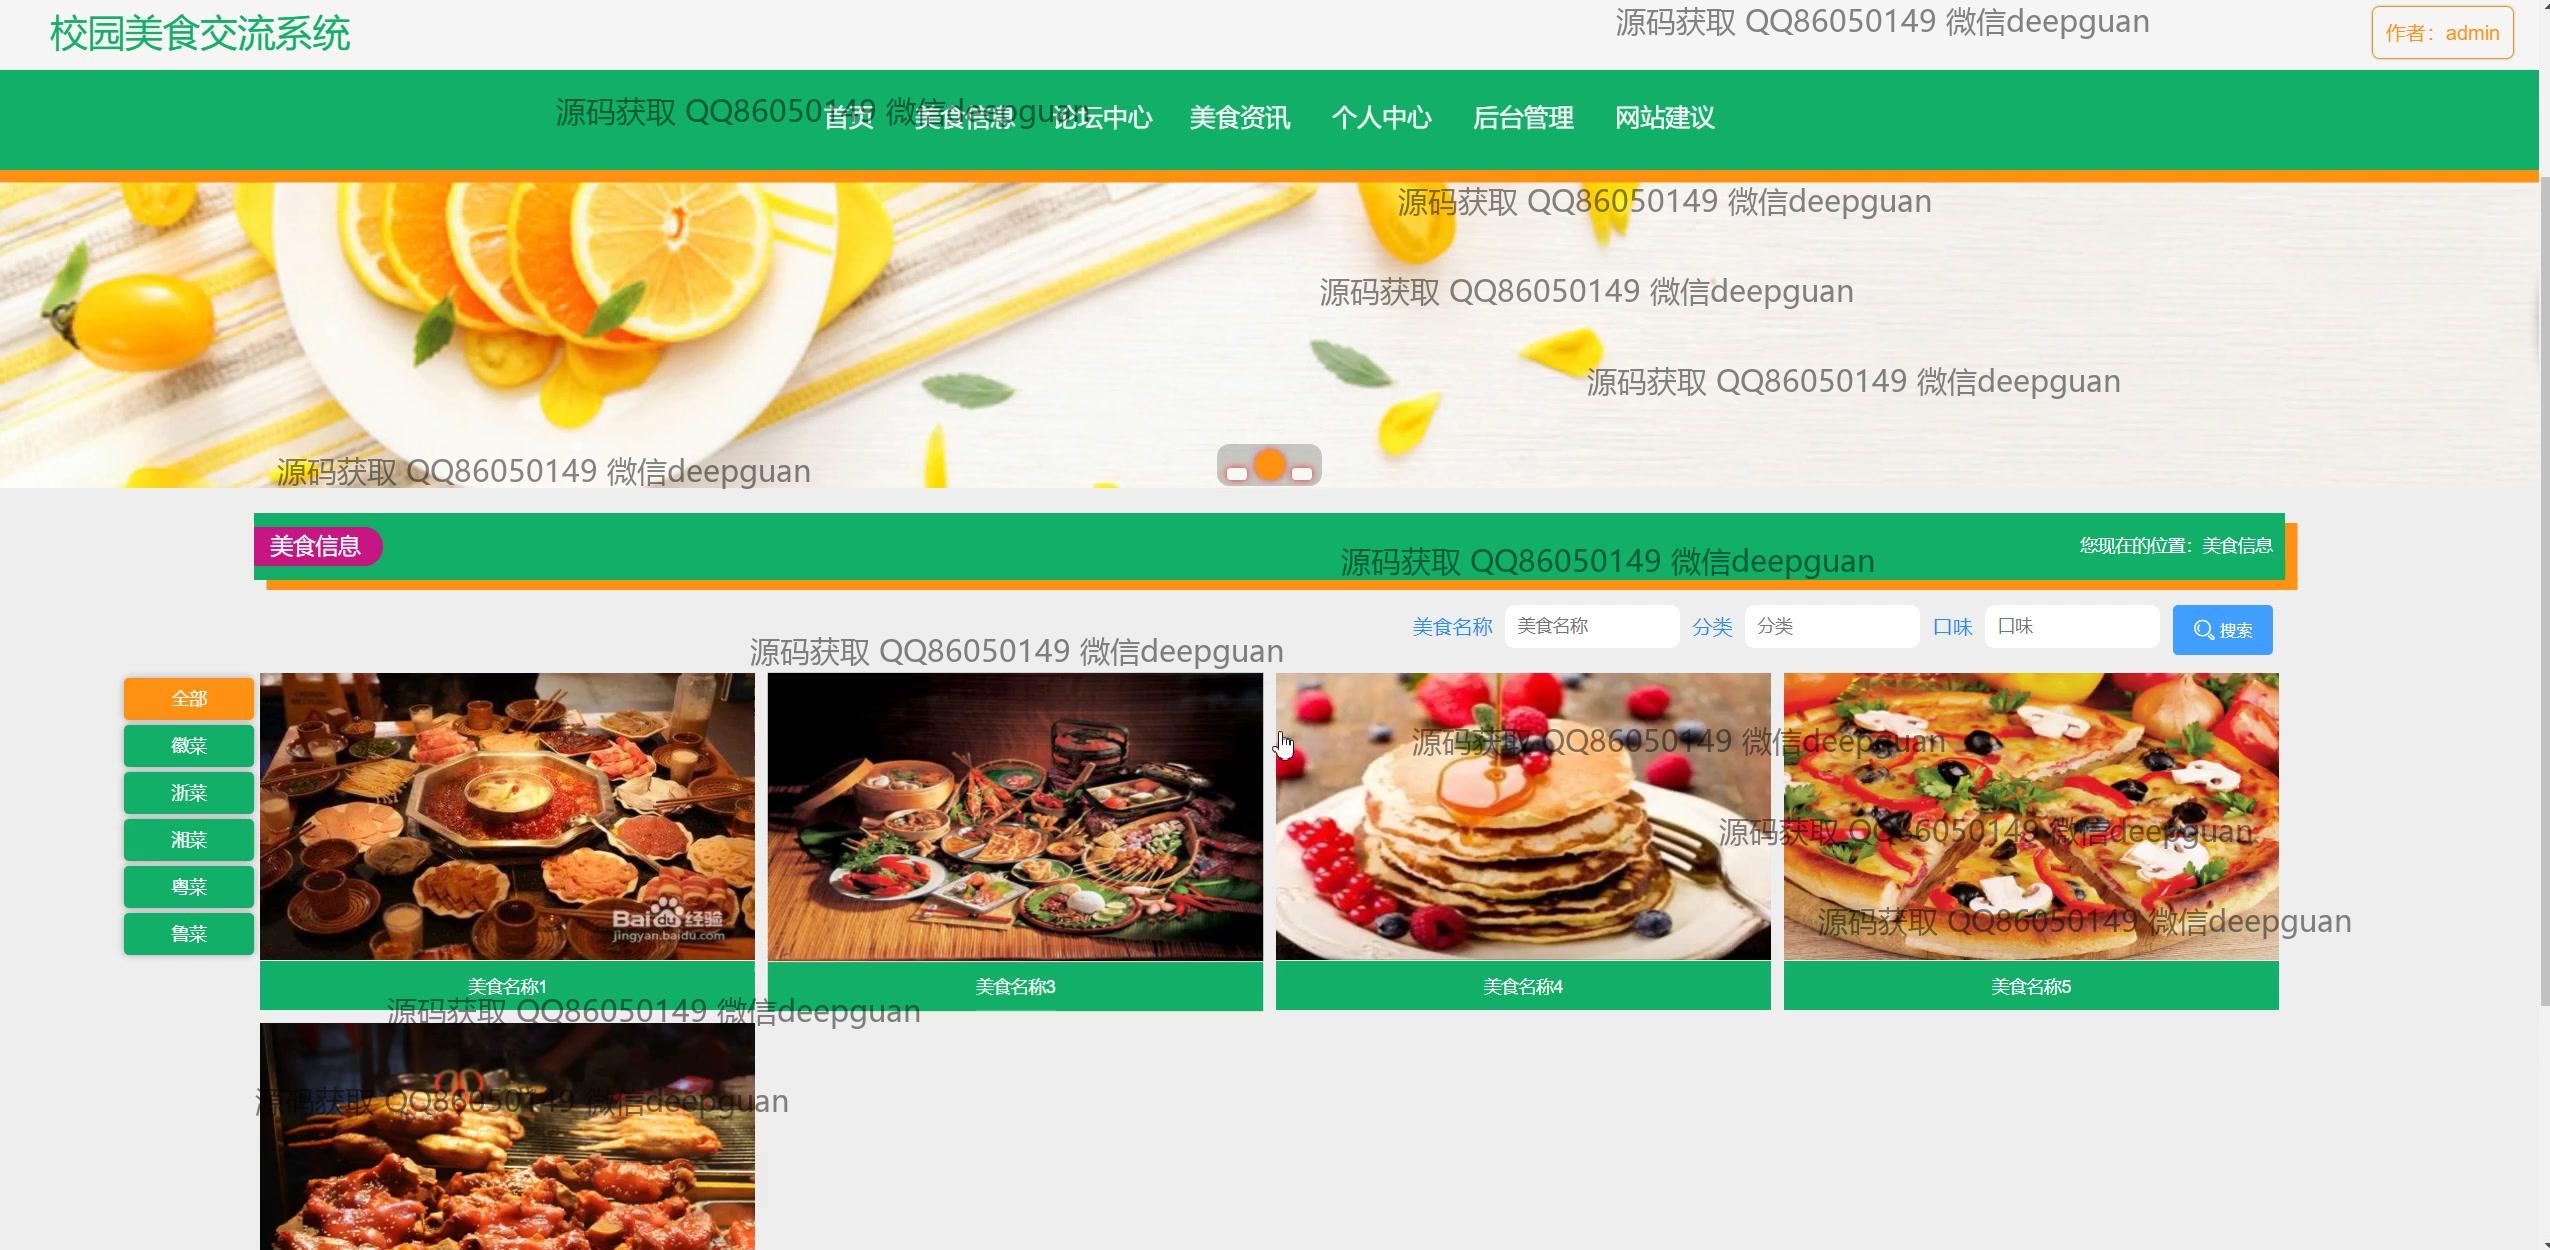 校园美食交流系统
源码获取 QQ86050149 微信deepguan
作者：admin
源码获取 QQ86050149 微信deepguan
首页 美食信息 论坛中心 美食资讯 个人中心 后台管理 网站建议
源码获取 QQ86050149 微信deepguan
源码获取 QQ86050149 微信deepguan
源码获取 QQ86050149 微信deepguan
源码获取 QQ86050149 微信deepguan
美食信息
您现在的位置：美食信息
源码获取 QQ86050149 微信deepguan
美食名称 美食名称 分类 分类 口味 口味 搜索
源码获取 QQ86050149 微信deepguan
全部
徽菜
浙菜
湘菜
粤菜
鲁菜
源码获取 QQ86050149 微信deepguan
源码获取 QQ86050149 微信deepguan
Baidu经验
jingyan.baidu.com
源码获取 QQ86050149 微信deepguan
美食名称1
美食名称3
美食名称4
美食名称5
源码获取 QQ86050149 微信deepguan
源码获取 QQ86050149 微信deepguan